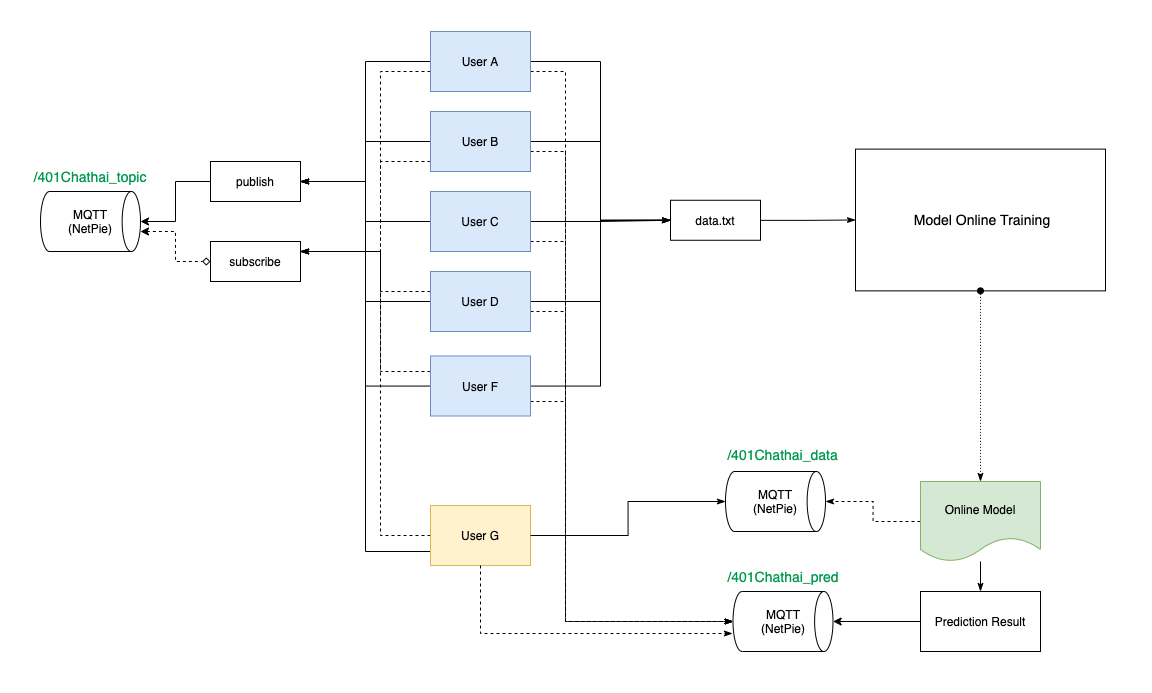 User A
User B
User C
User D
User F
User G
/401Chathai_topic
MQTT
(NetPie)
publish
subscribe
data.txt
Model Online Training
/401Chathai_data
MQTT
(NetPie)
Online Model
/401Chathai_pred
MQTT
(NetPie)
Prediction Result